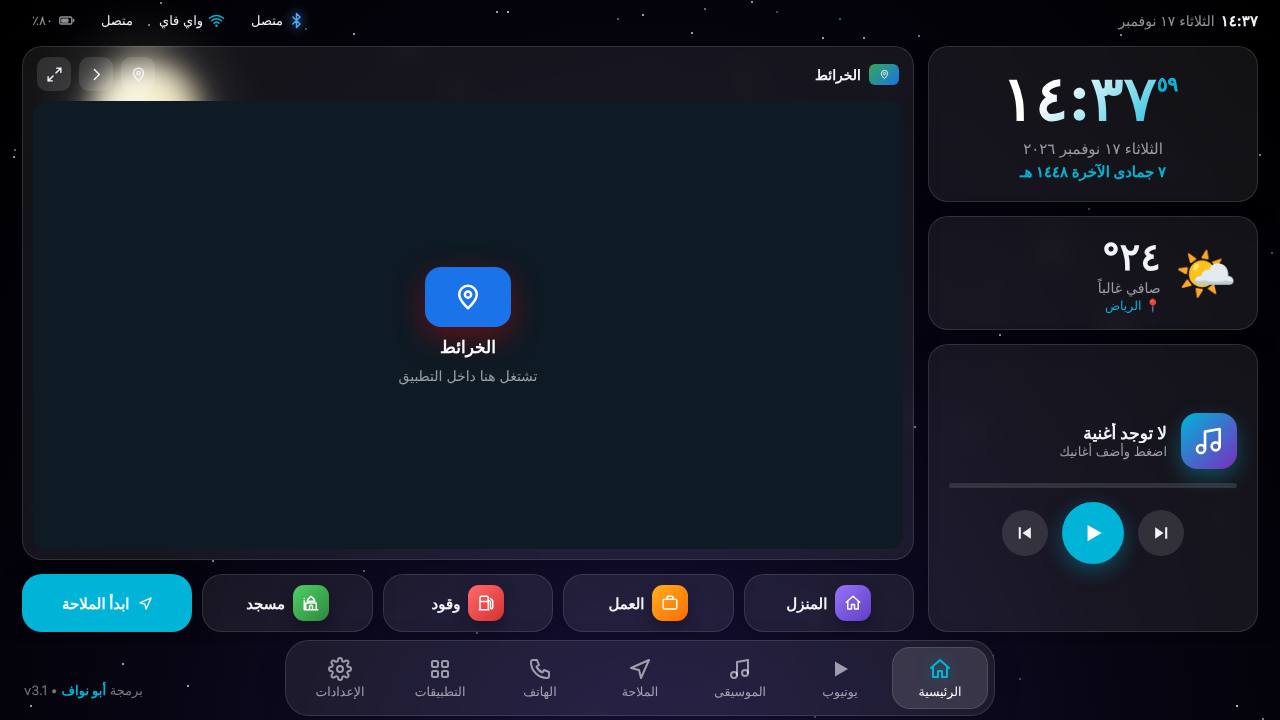 ١٤:٣٧ الثلاثاء ١٧ نوفمبر
متصل
واي فاي متصل
٨٠٪
١٤:٣٧ ٥٩
الثلاثاء ١٧ نوفمبر ٢٠٢٦
٧ جمادى الآخرة ١٤٤٨ هـ
٢٤°
صافي غالباً
الرياض
لا توجد أغنية
اضغط وأضف أغانيك
الخرائط
الخرائط
تشتغل هنا داخل التطبيق
المنزل
العمل
وقود
مسجد
ابدأ الملاحة
الرئيسية
يوتيوب
الموسيقى
الملاحة
الهاتف
التطبيقات
الإعدادات
برمجة أبو نواف • v3.1